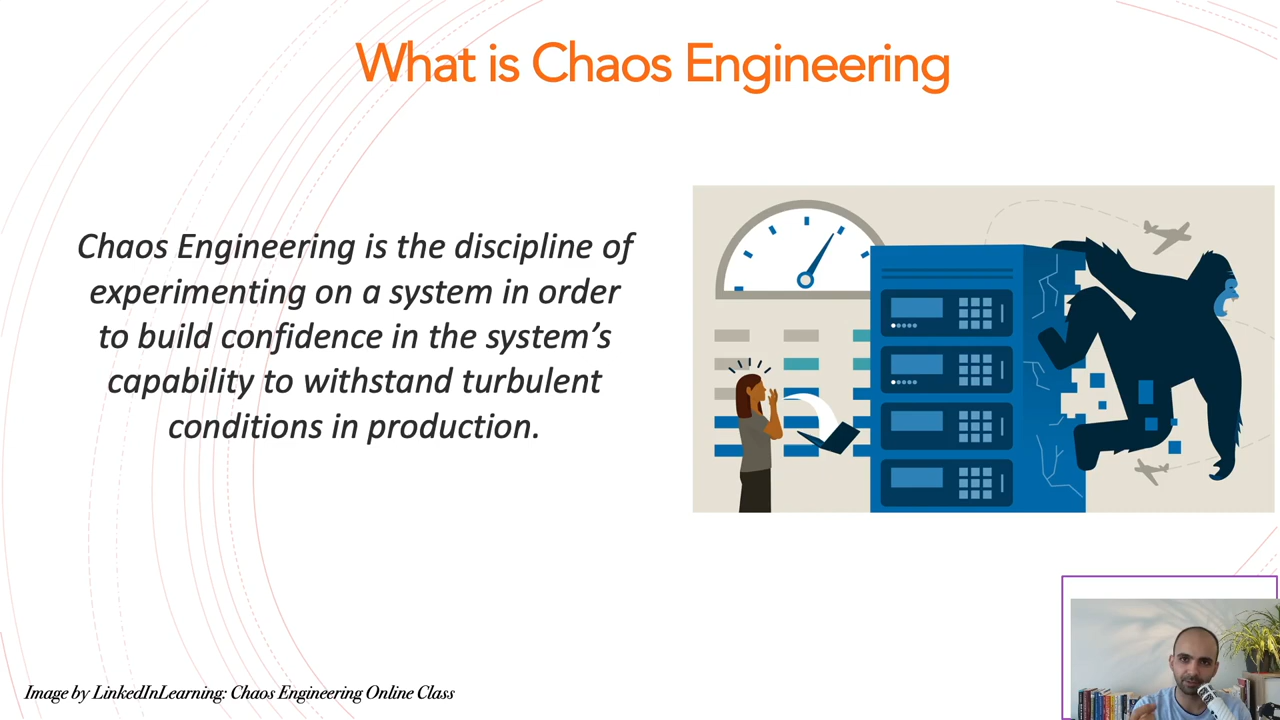 What is Chaos Engineering
Chaos Engineering is the discipline of
experimenting on a system in order
to build confidence in the system’s
capability to withstand turbulent
conditions in production.
Image by LinkedInLearning: Chaos Engineering Online Class